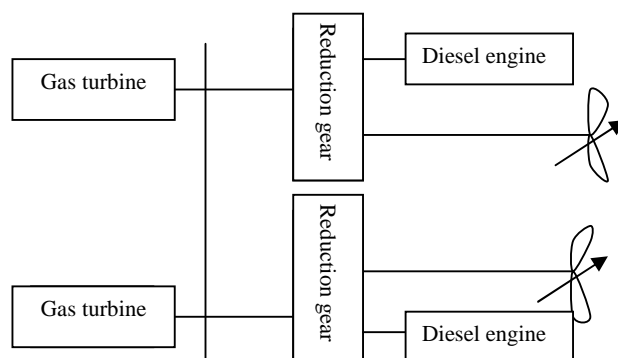 Gas turbine
Reduction gear
Diesel engine
Gas turbine
Reduction gear
Diesel engine